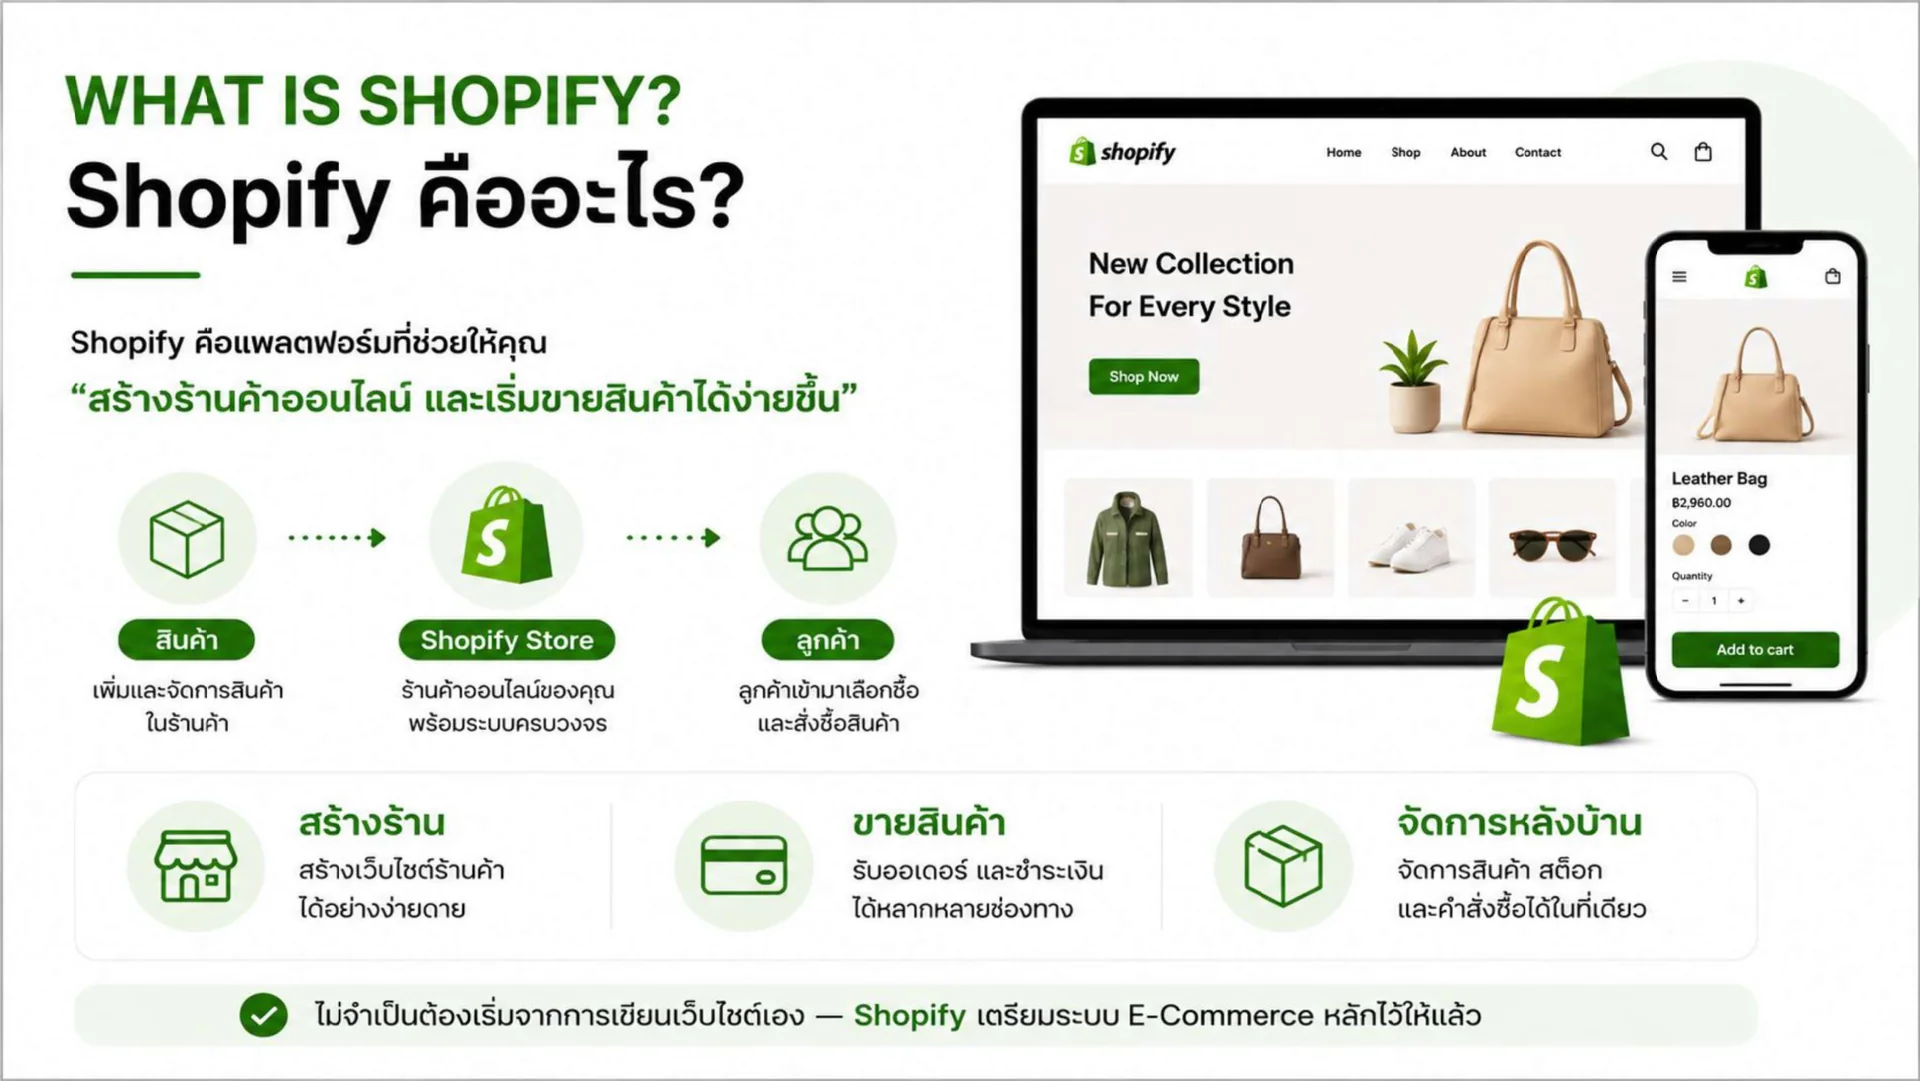 WHAT IS SHOPIFY?
Shopify คืออะไร?
Shopify คือแพลตฟอร์มที่ช่วยให้คุณ
“สร้างร้านค้าออนไลน์ และเริ่มขายสินค้าได้ง่ายขึ้น”
สินค้า
เพิ่มและจัดการสินค้า
ในร้านค้า
Shopify Store
ร้านค้าออนไลน์ของคุณ
พร้อมระบบครบวงจร
ลูกค้า
ลูกค้าเข้ามาเลือกซื้อ
และสั่งซื้อสินค้า
shopify
Home Shop About Contact
New Collection
For Every Style
Shop Now
Leather Bag
฿2,960.00
Color
Quantity
- 1 +
Add to cart
สร้างร้าน
สร้างเว็บไซต์ร้านค้า
ได้อย่างง่ายดาย
ขายสินค้า
รับออเดอร์ และชำระเงิน
ได้หลากหลายช่องทาง
จัดการหลังบ้าน
จัดการสินค้า สต็อก
และคำสั่งซื้อได้ในที่เดียว
ไม่จำเป็นต้องเริ่มจากการเขียนเว็บไซต์เอง — Shopify เตรียมระบบ E-Commerce หลักไว้ให้แล้ว